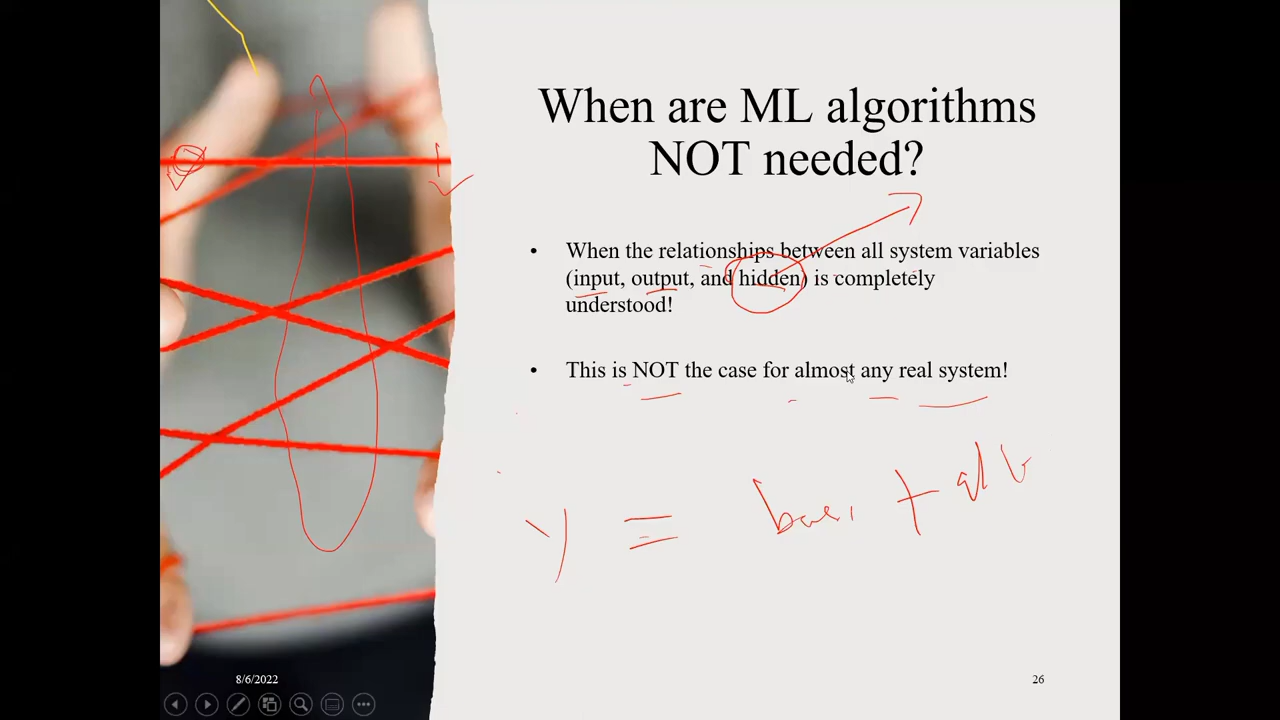 When are ML algorithms
NOT needed?
• When the relationships between all system variables
(input, output, and hidden) is completely
understood!
• This is NOT the case for almost any real system!
y =
8/6/2022
26